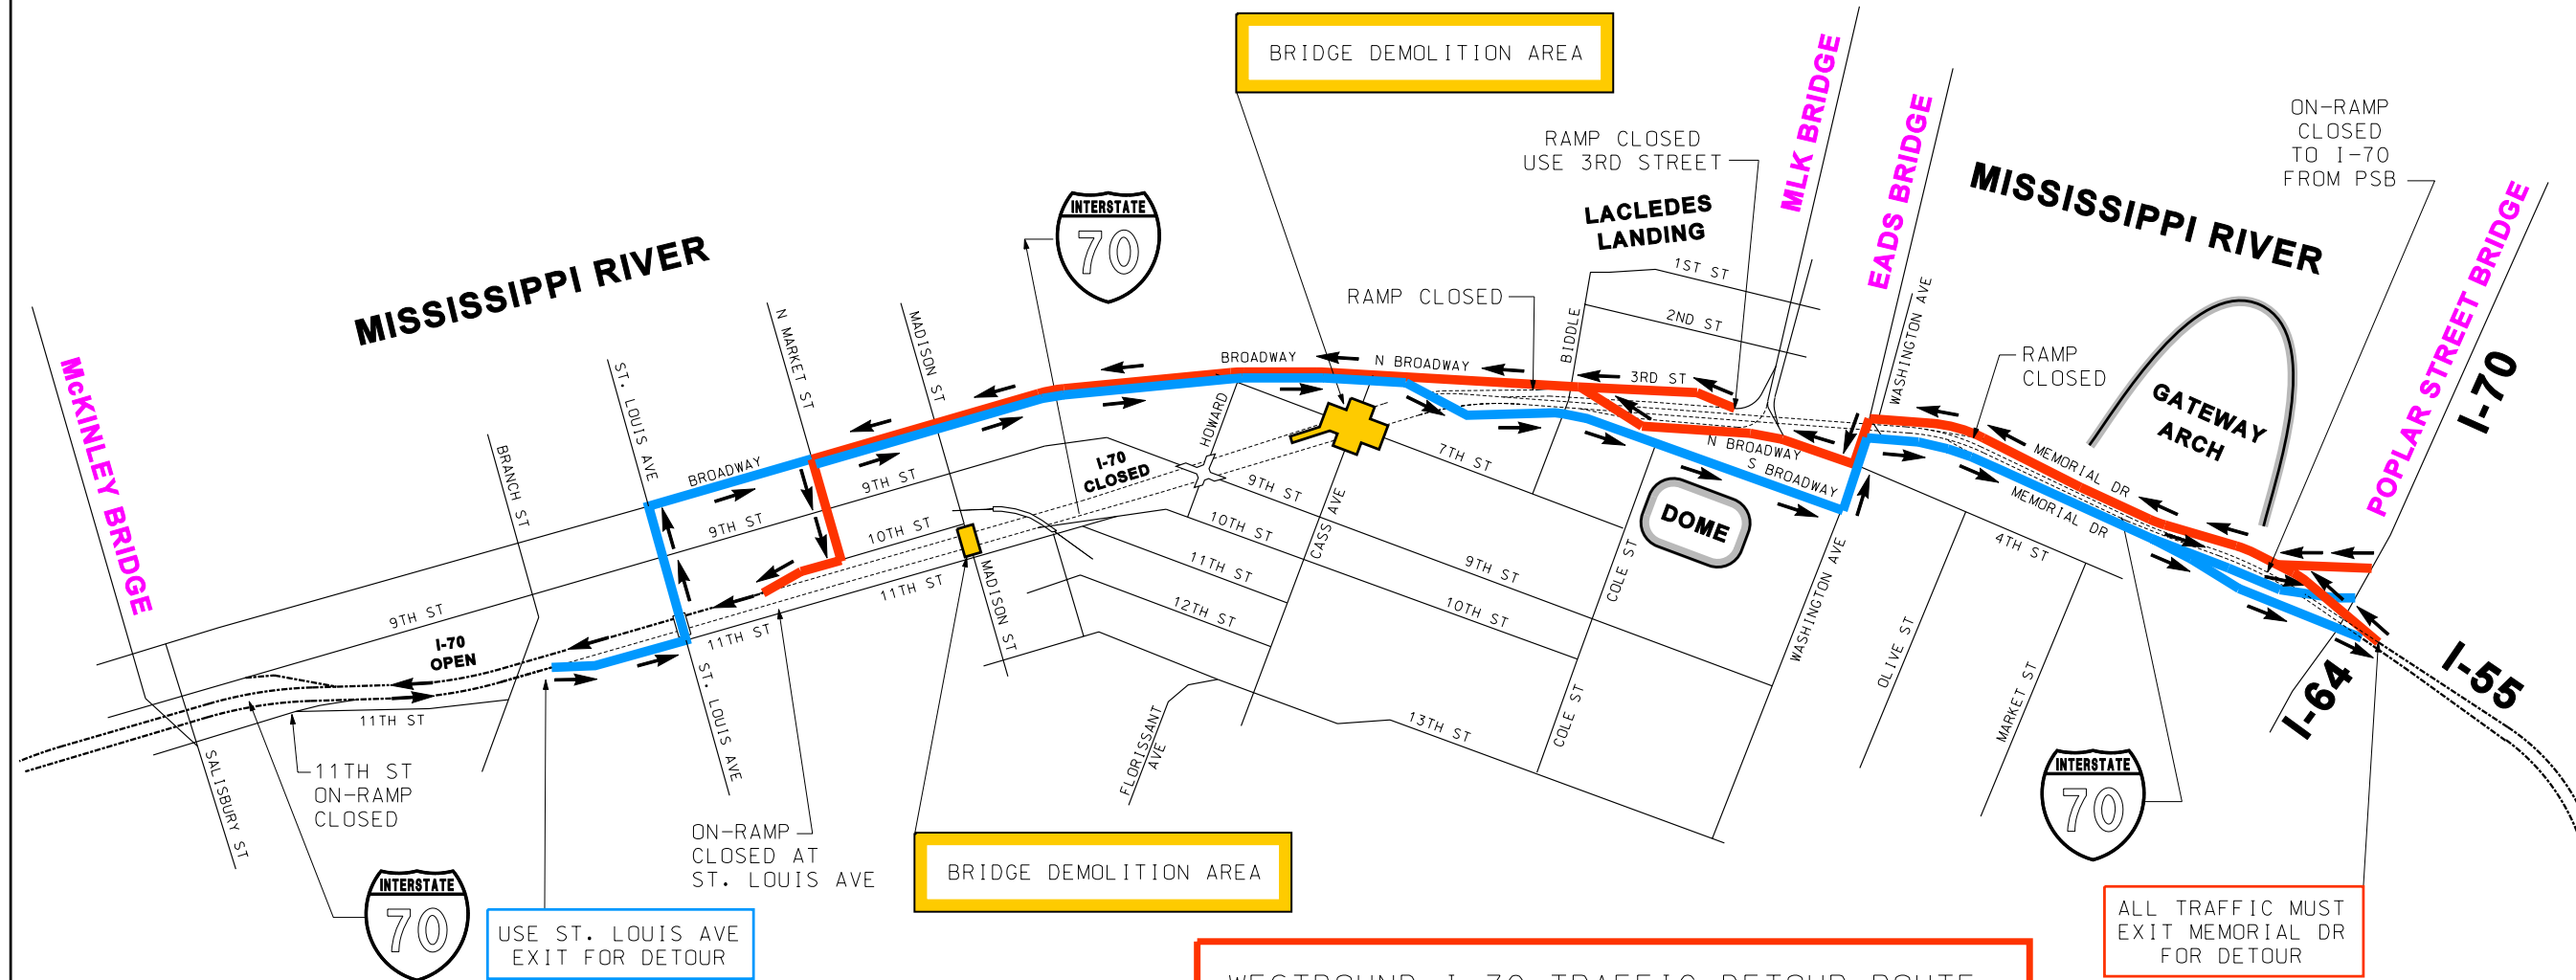 BRIDGE DEMOLITION AREA
RAMP CLOSED
USE 3RD STREET
MLK BRIDGE
EADS BRIDGE
ON-RAMP
CLOSED
TO I-70
FROM PSB
MISSISSIPPI RIVER
POPLAR STREET BRIDGE
I-70
LACLEDES
LANDING
INTERSTATE
70
MISSISSIPPI RIVER
1ST ST
2ND ST
RAMP CLOSED
BIDDLE
WASHINGTON AVE
RAMP
CLOSED
GATEWAY
ARCH
McKINLEY BRIDGE
ST. LOUIS AVE
N MARKET ST
MADISON ST
BROADWAY
N BROADWAY
3RD ST
HOWARD
BRANCH ST
BROADWAY
9TH ST
9TH ST
10TH ST
I-70
CLOSED
7TH ST
9TH ST
10TH ST
N BROADWAY
S BROADWAY
MEMORIAL DR
MEMORIAL DR
DOME
4TH ST
CASS AVE
COLE ST
9TH ST
10TH ST
11TH ST
12TH ST
11TH ST
11TH ST
MADISON ST
WASHINGTON AVE
OLIVE ST
MARKET ST
9TH ST
I-70
OPEN
11TH ST
ST. LOUIS AVE
SALISBURY ST
FLORISSANT
AVE
13TH ST
COLE ST
I-64
I-55
11TH ST
ON-RAMP
CLOSED
INTERSTATE
70
ON-RAMP
CLOSED AT
ST. LOUIS AVE
BRIDGE DEMOLITION AREA
INTERSTATE
70
USE ST. LOUIS AVE
EXIT FOR DETOUR
ALL TRAFFIC MUST
EXIT MEMORIAL DR
FOR DETOUR
WESTBOUND I-70 TRAFFIC DETOUR ROUTE